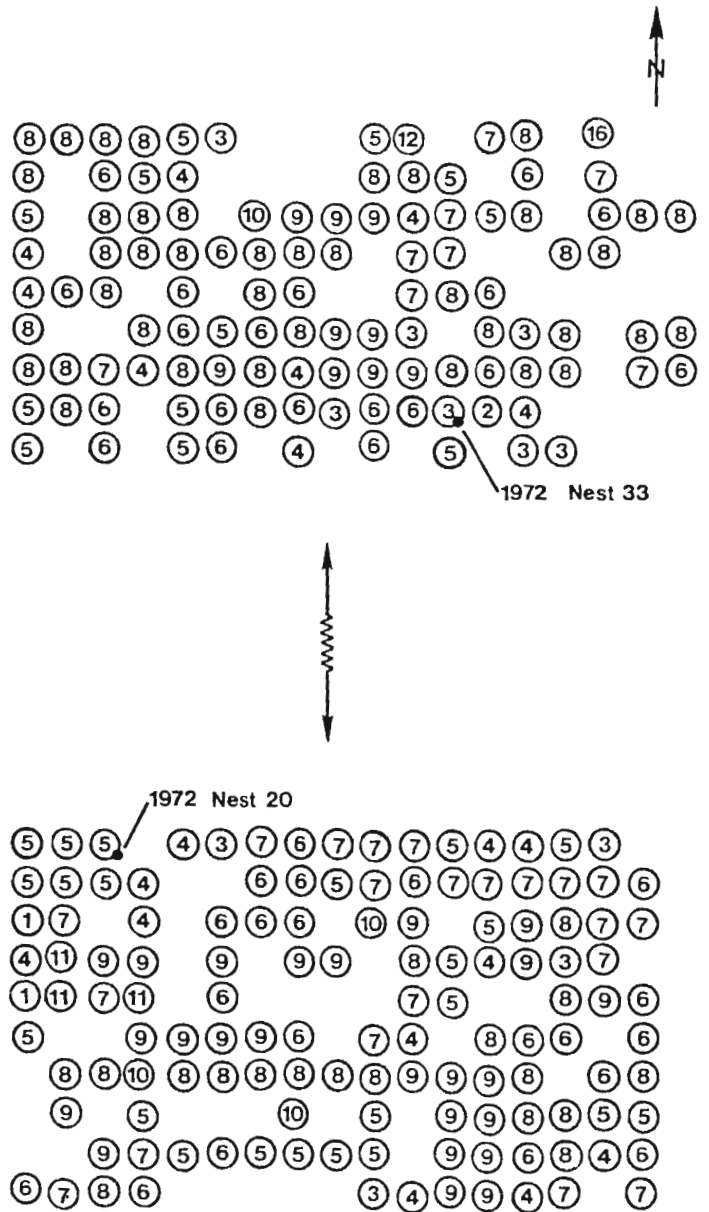 N
8 8 8 8 5 3 5 12 7 8 16
8 6 5 4 8 8 5 6 7
5 8 8 8 10 9 9 9 4 7 5 8 6 8 8
4 8 8 8 6 8 8 8 7 7 8 8
4 6 8 6 8 6 7 8 6
8 8 6 5 6 8 9 9 3 8 3 8 8 8
8 8 7 4 8 9 8 4 9 9 9 8 6 8 8 7 6
5 8 6 5 6 8 6 3 6 6 3 2 4
5 6 5 6 4 6 5 3 3
1972 Nest 33
1972 Nest 20
5 5 5 4 3 7 6 7 7 7 5 4 4 5 3
5 5 5 4 6 6 5 7 6 7 7 7 7 7 6
1 7 4 6 6 6 10 9 5 9 8 7 7
4 11 9 9 9 9 9 8 5 4 9 3 7
1 11 7 11 6 7 5 8 9 6
5 9 9 9 9 6 7 4 8 6 6 6
8 8 10 8 8 8 8 8 8 9 9 9 8 6 8
9 5 10 5 9 9 8 8 5 5
9 7 5 6 5 5 5 5 9 9 6 8 4 6
6 7 8 6 3 4 9 9 4 7 7